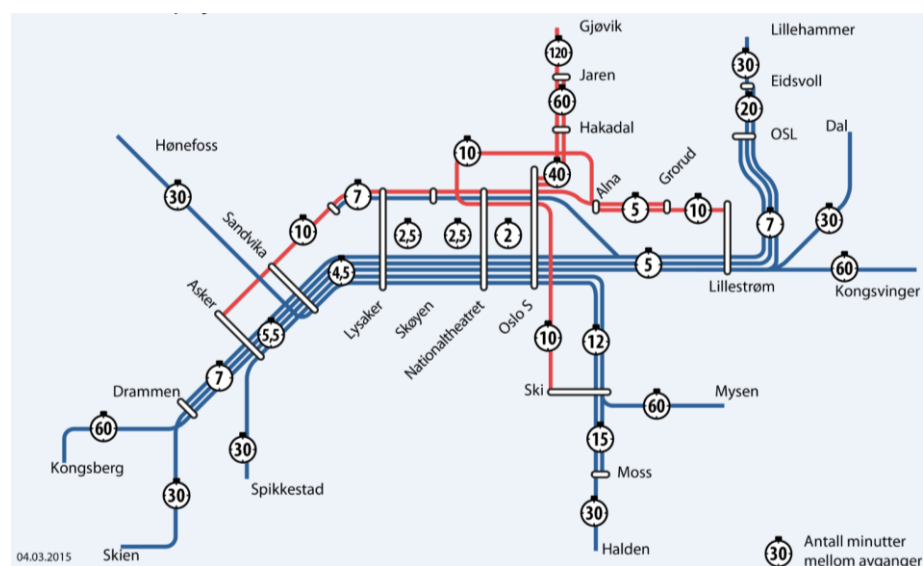 Gjøvik
120
Jaren
60
Hakadal
40
Lillehammer
30
Eidsvoll
20
OSL
Dal
Hønefoss
30
10
Alna
Grorud
5
10
7
30
Sandvika
10
7
2,5
2,5
2
4,5
5
60
Lillestrøm
Kongsvinger
Asker
5,5
Lysaker
Skøyen
Nationaltheatret
Oslo S
10
12
7
Drammen
Ski
60
Mysen
60
Kongsberg
30
Spikkestad
15
Moss
30
30
Skien
Halden
04.03.2015
30
Antall minutter
mellom avganger